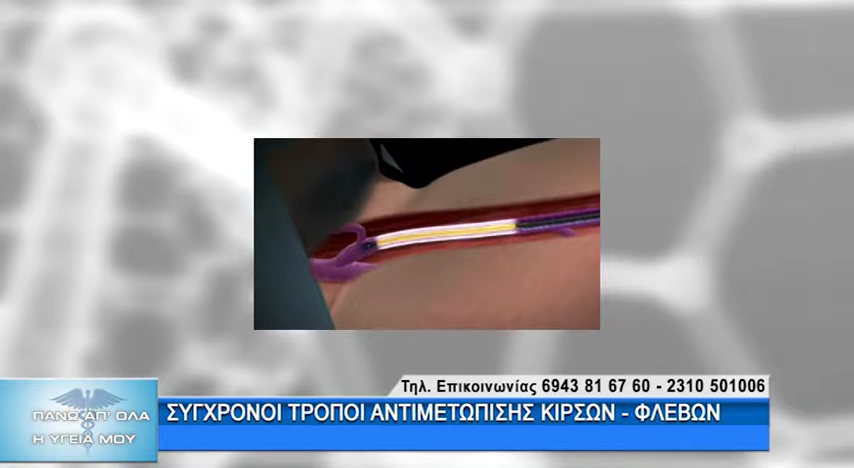 Τηλ. Επικοινωνίας 6943 81 67 60 - 2310 501006
ΣΥΓΧΡΟΝΟΙ ΤΡΟΠΟΙ ΑΝΤΙΜΕΤΩΠΙΣΗΣ ΚΙΡΣΩΝ - ΦΛΕΒΩΝ
ΠΑΝΩ ΑΠ' ΟΛΑ
Η ΥΓΕΙΑ ΜΟΥ